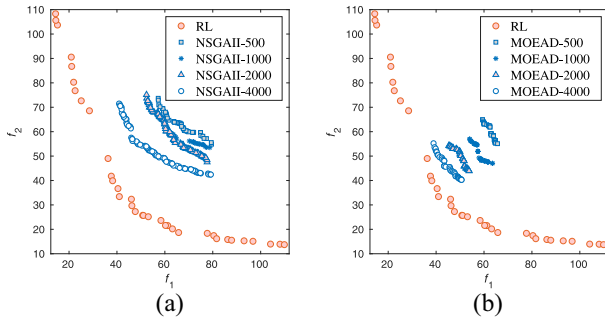 110
100
90
80
70
60
50
40
30
20
10
f2
20 40 60 80 100
f1
RL
NSGAII-500
NSGAII-1000
NSGAII-2000
NSGAII-4000
(a)
110
100
90
80
70
60
50
40
30
20
10
f2
20 40 60 80 100
f1
RL
MOEAD-500
MOEAD-1000
MOEAD-2000
MOEAD-4000
(b)